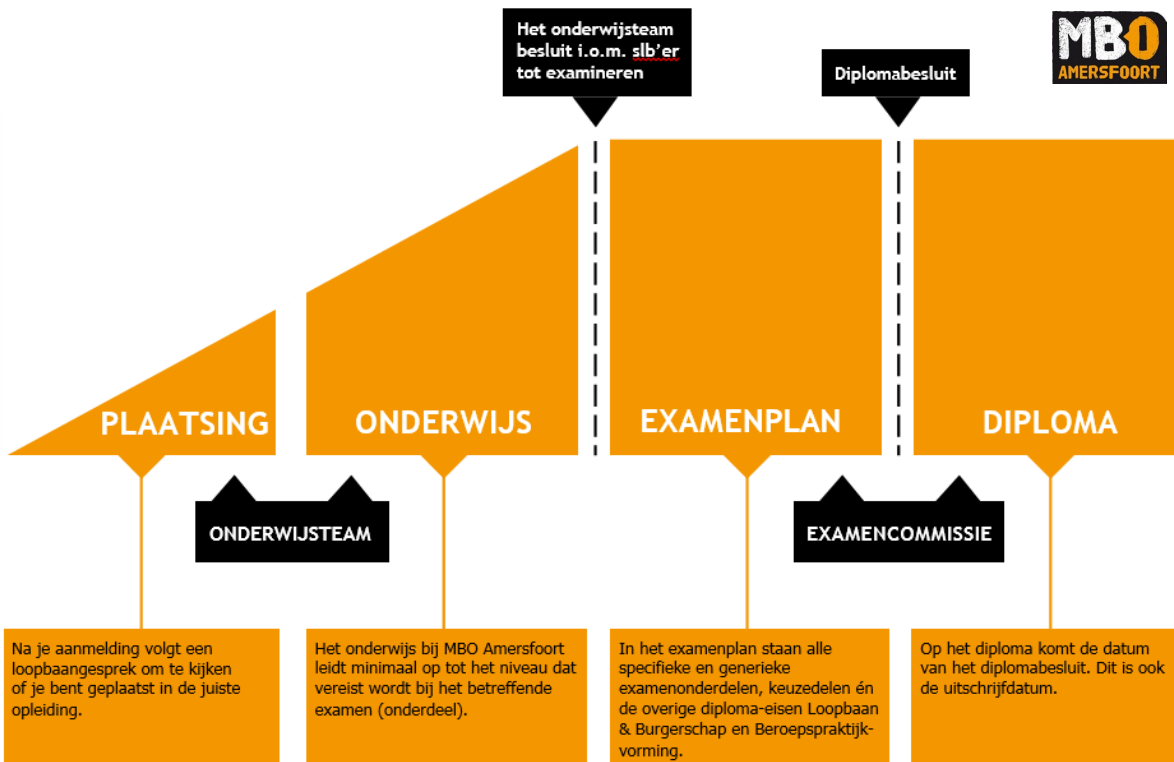 Het onderwijsteam
besluit i.o.m. slb'er
tot examineren
Diplomabesluit
MBO
AMERSFOORT
PLAATSING
ONDERWIJS
EXAMENPLAN
DIPLOMA
ONDERWIJSTEAM
EXAMENCOMMISSIE
Na je aanmelding volgt een
loopbaangesprek om te kijken
of je bent geplaatst in de juiste
opleiding.
Het onderwijs bij MBO Amersfoort
leidt minimaal op tot het niveau dat
vereist wordt bij het betreffende
examen (onderdeel).
In het examenplan staan alle
specifieke en generieke
examenonderdelen, keuzedelen én
de overige diploma-eisen Loopbaan
& Burgerschap en Beroepspraktijk-
vorming.
Op het diploma komt de datum
van het diplomabesluit. Dit is ook
de uitschrijfdatum.